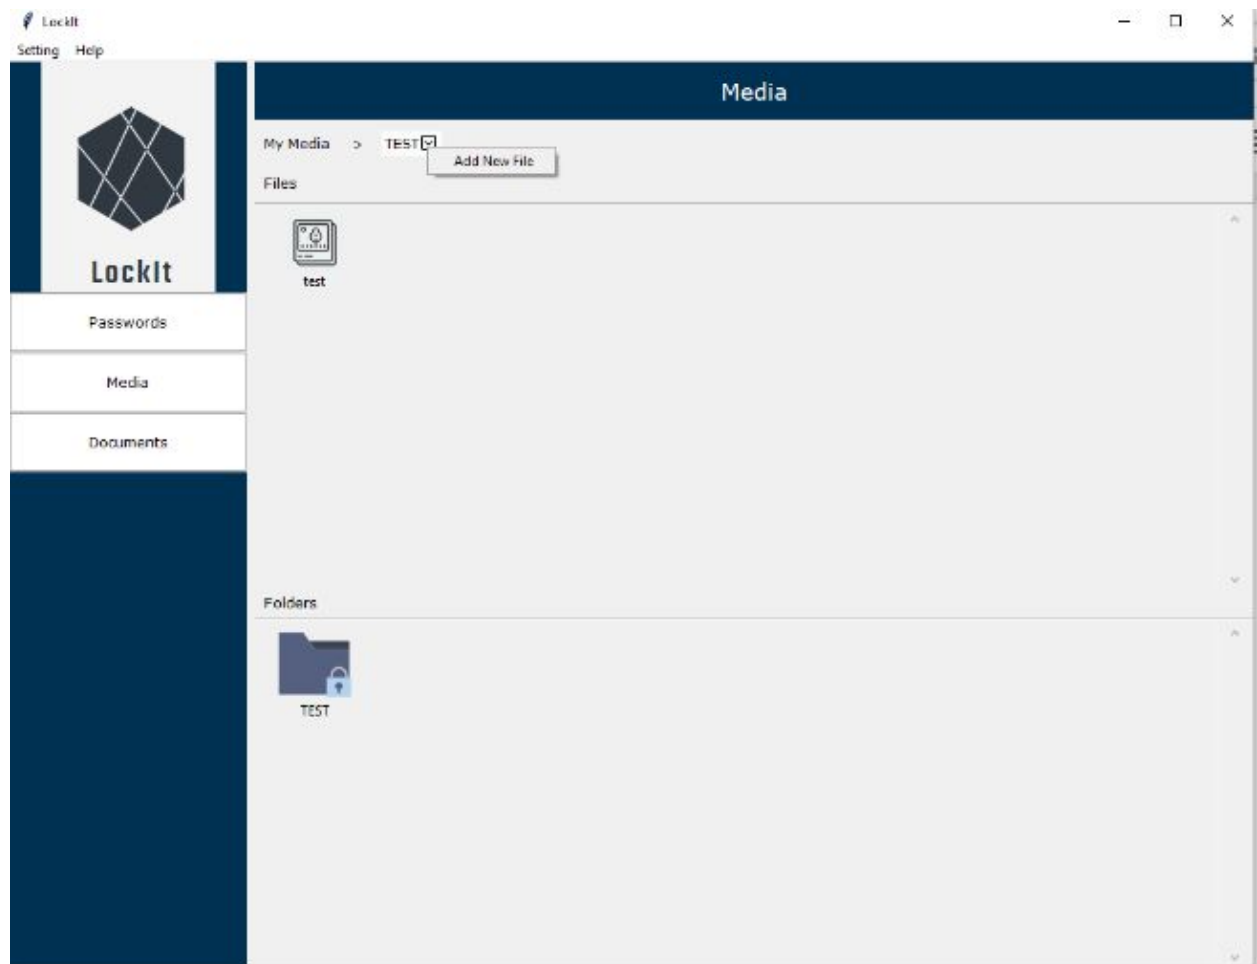 LockIt
Setting Help
LockIt
Passwords
Media
Documents
Media
My Media > TEST
Add New File
Files
test
Folders
TEST